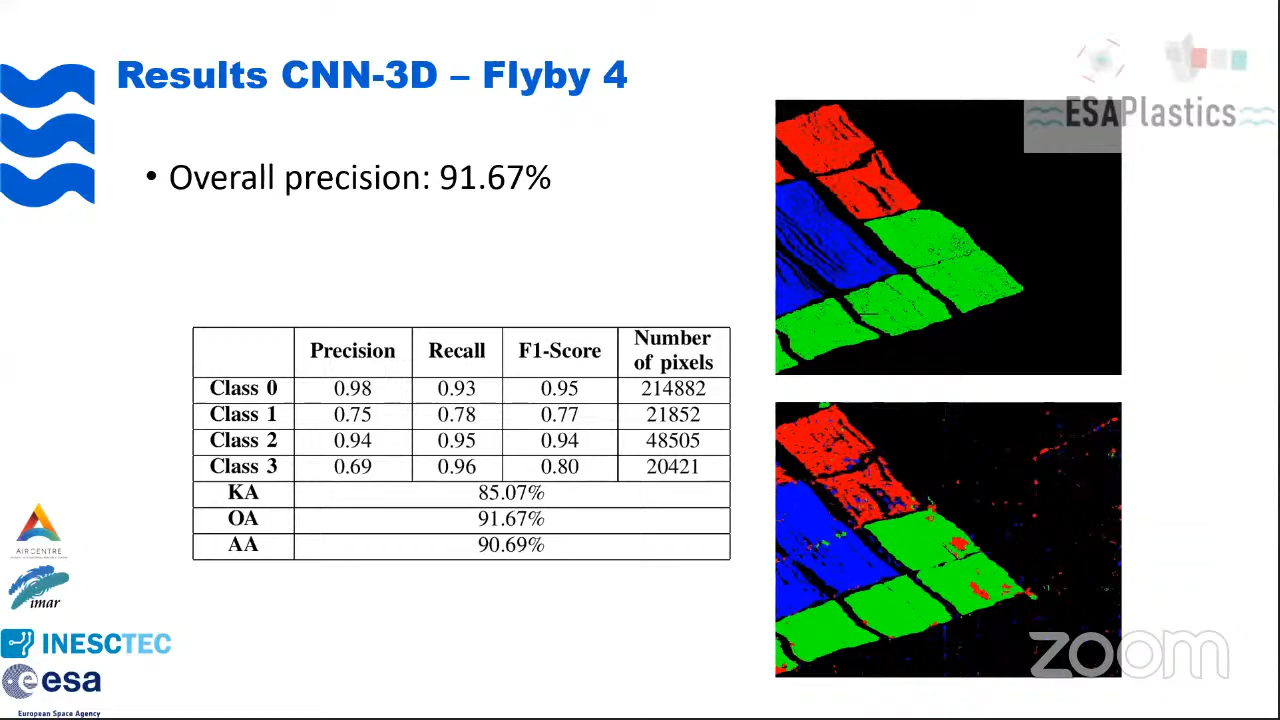 Results CNN-3D – Flyby 4
ESAPlastics
• Overall precision: 91.67%
Precision Recall F1-Score Number of pixels
Class 0 0.98 0.93 0.95 214882
Class 1 0.75 0.78 0.77 21852
Class 2 0.94 0.95 0.94 48505
Class 3 0.69 0.96 0.80 20421
KA 85.07%
OA 91.67%
AA 90.69%
AIRCENTRE
imar
INESCTEC
esa
European Space Agency
zoom